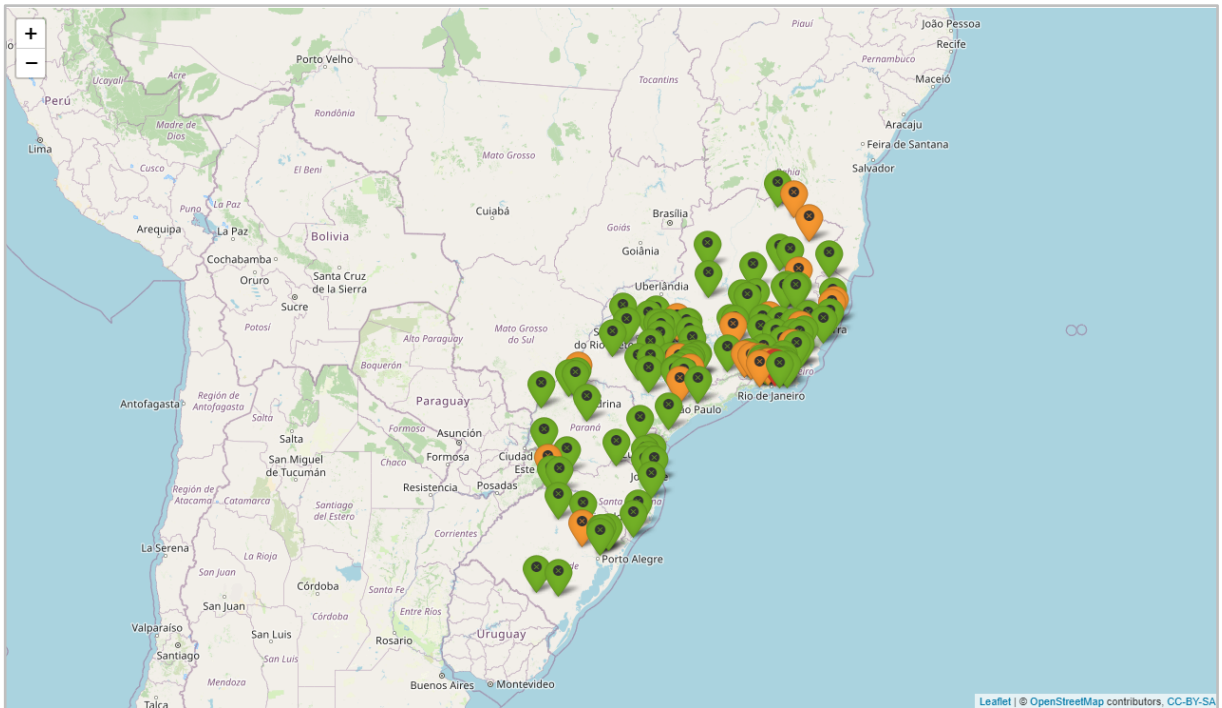 +
−
João Pessoa
Piauí
Recife
Pernambuco
Maceió
Porto Velho
Acre
Ucayali
Tocantins
Perú
Rondônia
Aracaju
Madre de
Dios
Feira de Santana
Lima
Mato Grosso
Salvador
Cusco
El Beni
Puno
La Paz
Cuiabá
Brasília
Arequipa
La Paz
Goiás
Bolivia
Goiânia
Cochabamba
Santa Cruz
de la Sierra
Oruro
Uberlândia
Sucre
Potosí
Alto Paraguay
Mato Grosso
do Sul
do Rio
Boquerón
Región de
Antofagasta
Paraguay
Rio de Janeiro
Antofagasta
São Paulo
Salta
Paraná
Asunción
Formosa
Salta
Formosa
Ciudad
Este
San Miguel
de Tucumán
Chaco
Resistencia
Posadas
Región de
Catamarca
Santiago
del Estero
Corrientes
La Serena
La Rioja
Porto Alegre
San Juan
Córdoba
Santa Fe
San Juan
Córdoba
Entre Ríos
Valparaíso
San Luis
Rosario
Uruguay
Santiago
San Luis
Mendoza
Buenos Aires
Montevideo
Talca
Leaflet | © OpenStreetMap contributors, CC-BY-SA